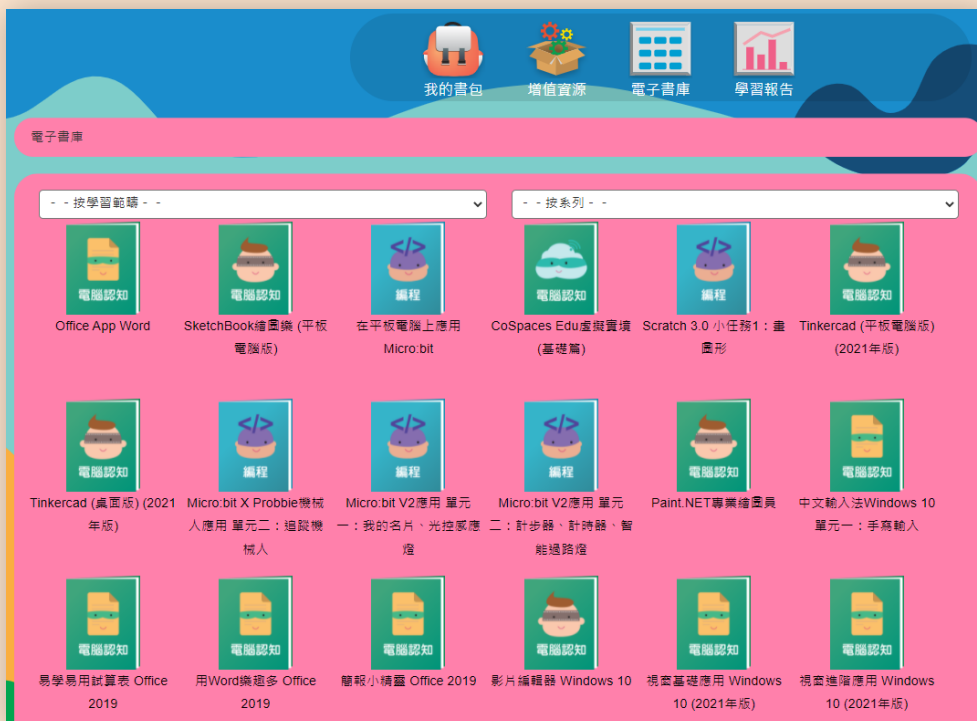 我的書包
增值資源
電子書庫
學習報告
電子書庫
- - 按學習範疇 - -
- - 按系列 - -
電腦認知
電腦認知
</>
編程
電腦認知
</>
編程
電腦認知
Office App Word
SketchBook繪圖樂 (平板
電腦版)
在平板電腦上應用
Micro:bit
CoSpaces Edu虛擬實境
(基礎篇)
Scratch 3.0 小任務1：畫
圖形
Tinkercad (平板電腦版)
(2021年版)
電腦認知
</>
編程
</>
編程
</>
編程
電腦認知
電腦認知
Tinkercad (桌面版) (2021
年版)
Micro:bit X Probbie機械
人應用 單元二：追蹤機
械人
Micro:bit V2應用 單元
一：我的名片、光控感應
燈
Micro:bit V2應用 單元
二：計步器、計時器、智
能過路燈
Paint.NET專業繪圖員
中文輸入法Windows 10
單元一：手寫輸入
電腦認知
電腦認知
電腦認知
電腦認知
電腦認知
電腦認知
易學易用試算表 Office
2019
用Word樂趣多 Office
2019
簡報小精靈 Office 2019
影片編輯器 Windows 10
視窗基礎應用 Windows
10 (2021年版)
視窗進階應用 Windows
10 (2021年版)